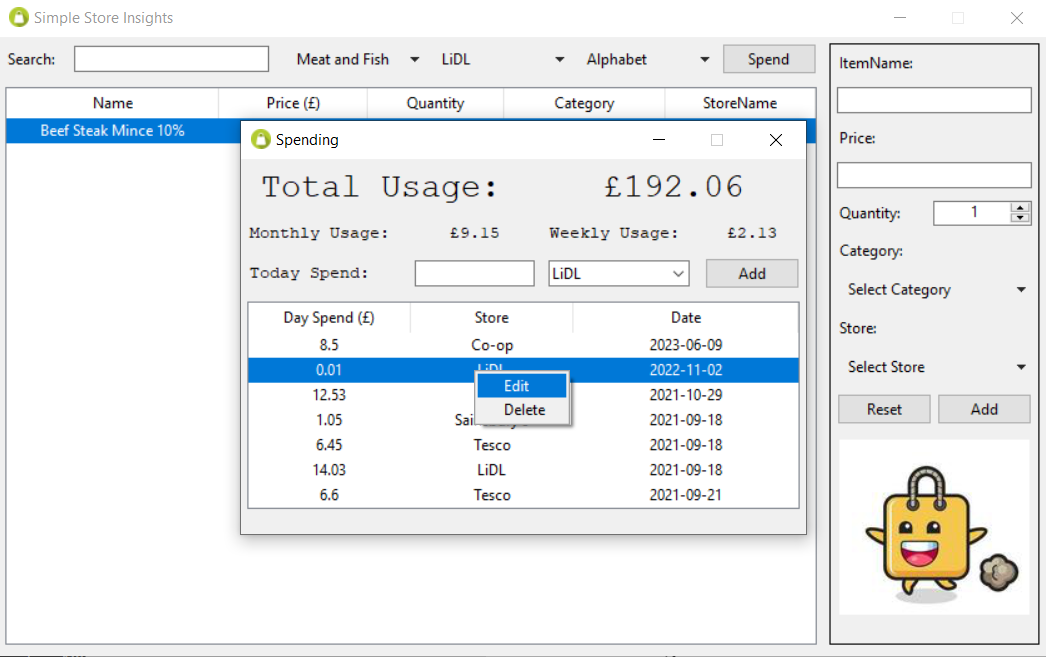 Simple Store Insights
Search: Meat and Fish LiDL Alphabet Spend
Name Price (£) Quantity Category StoreName
Beef Steak Mince 10%
Spending
Total Usage: £192.06
Monthly Usage: £9.15 Weekly Usage: £2.13
Today Spend: LiDL Add
Day Spend (£) Store Date
8.5 Co-op 2023-06-09
0.01 LiDL 2022-11-02
12.53 2021-10-29
1.05 2021-09-18
6.45 Tesco 2021-09-18
14.03 LiDL 2021-09-18
6.6 Tesco 2021-09-21
Edit
Delete
ItemName:
Price:
Quantity: 1
Category:
Select Category
Store:
Select Store
Reset Add